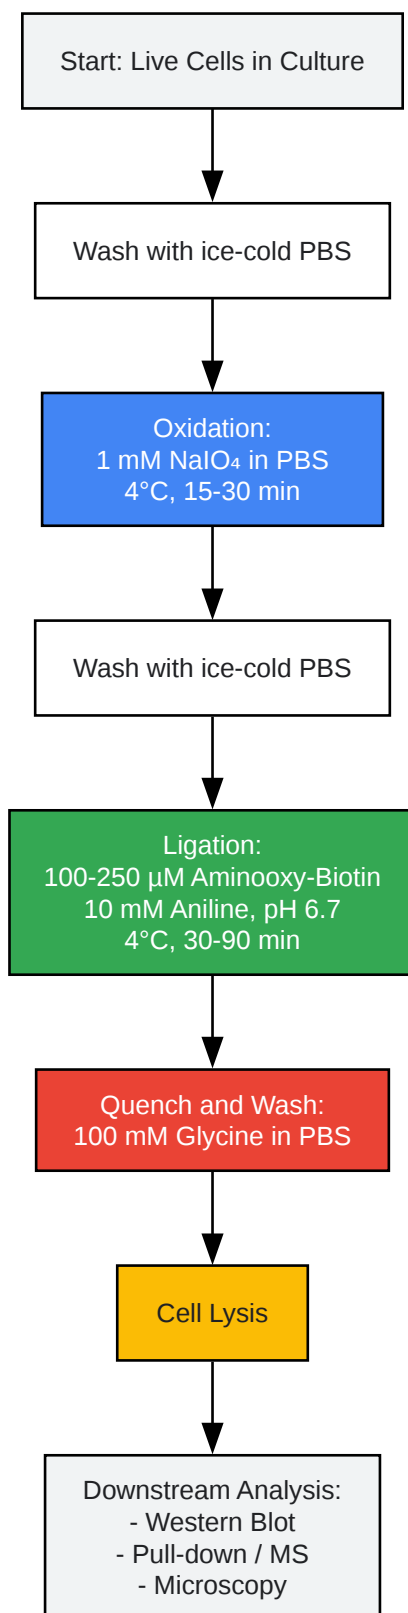 Start: Live Cells in Culture
Wash with ice-cold PBS
Oxidation:
1 mM NaIO₄ in PBS
4°C, 15-30 min
Wash with ice-cold PBS
Ligation:
100-250 µM Aminooxy-Biotin
10 mM Aniline, pH 6.7
4°C, 30-90 min
Quench and Wash:
100 mM Glycine in PBS
Cell Lysis
Downstream Analysis:
- Western Blot
- Pull-down / MS
- Microscopy